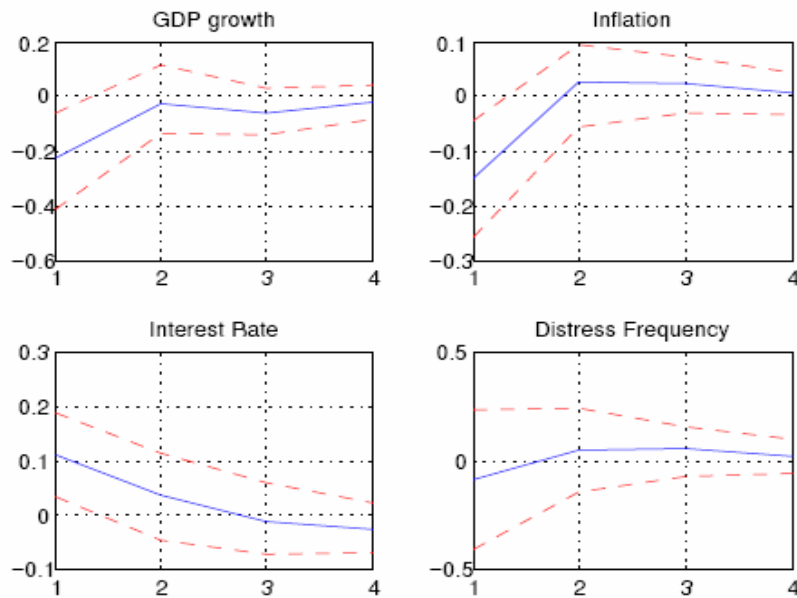 GDP growth
0.2
0
−0.2
−0.4
−0.6
1 2 3 4
Inflation
0.1
0
−0.1
−0.2
−0.3
1 2 3 4
Interest Rate
0.3
0.2
0.1
0
−0.1
1 2 3 4
Distress Frequency
0.5
0
−0.5
1 2 3 4